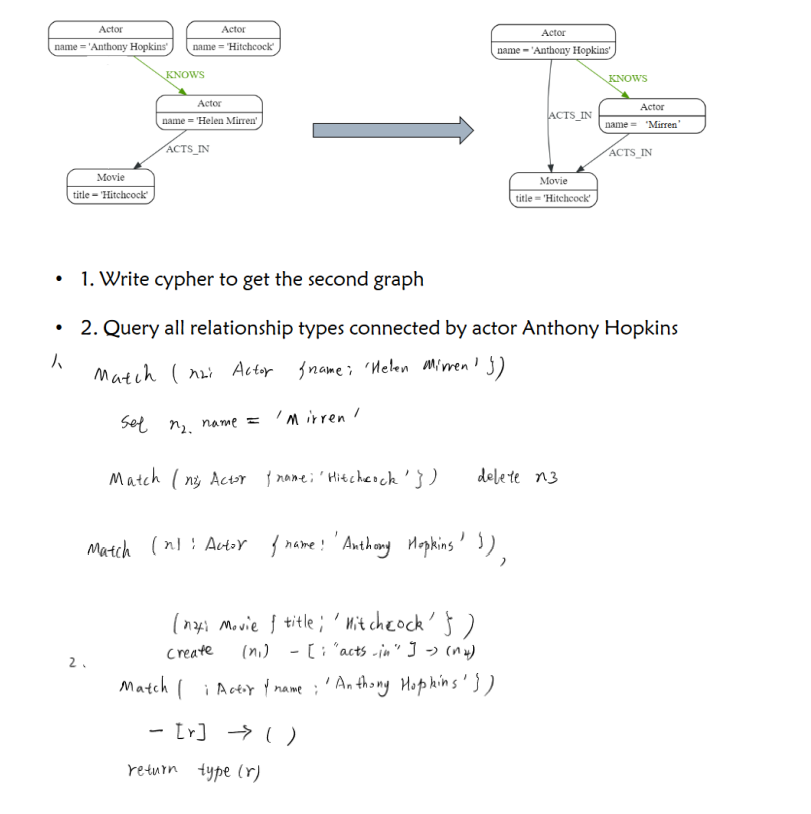 Actor
name = 'Anthony Hopkins'
Actor
name = 'Hitchcock'
KNOWS
Actor
name = 'Helen Mirren'
ACTS_IN
Movie
title = 'Hitchcock'
Actor
name = 'Anthony Hopkins'
KNOWS
ACTS_IN
Actor
name = 'Mirren'
ACTS_IN
Movie
title = 'Hitchcock'
• 1. Write cypher to get the second graph
• 2. Query all relationship types connected by actor Anthony Hopkins
1.
Match (n2: Actor {name: 'Helen Mirren'})
Set n2.name = 'Mirren'
Match (n3: Actor {name: 'Hitchcock'}) delete n3
Match (n1: Actor {name: 'Anthony Hopkins'}),
(n4: Movie {title: 'Hitchcock'})
create (n1) - [: "acts-in"] -> (n4)
2.
Match ( : Actor {name: 'Anthony Hopkins'})
- [r] -> ( )
return type (r)